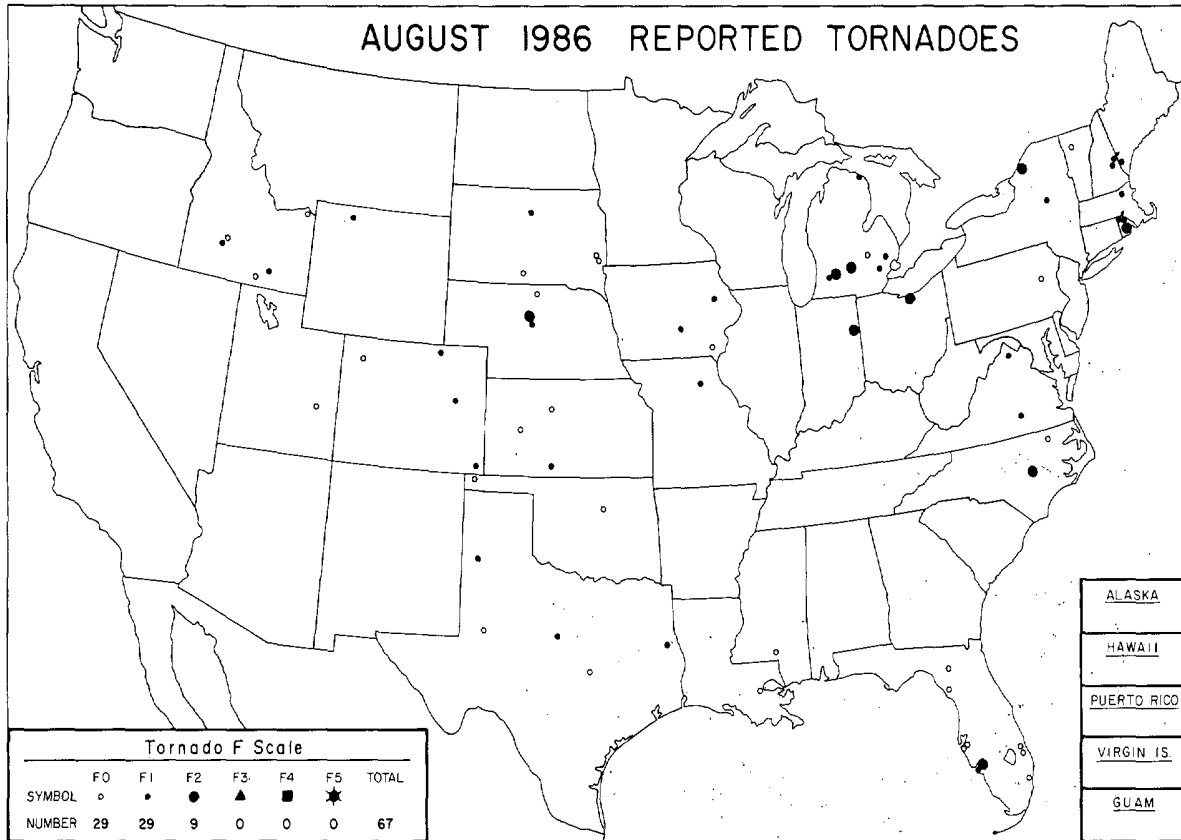 AUGUST 1986 REPORTED TORNADOES
ALASKA
HAWAII
PUERTO RICO
VIRGIN IS.
GUAM
Tornado F Scale
F0 F1 F2 F3 F4 F5 TOTAL
SYMBOL
NUMBER 29 29 9 0 0 0 67